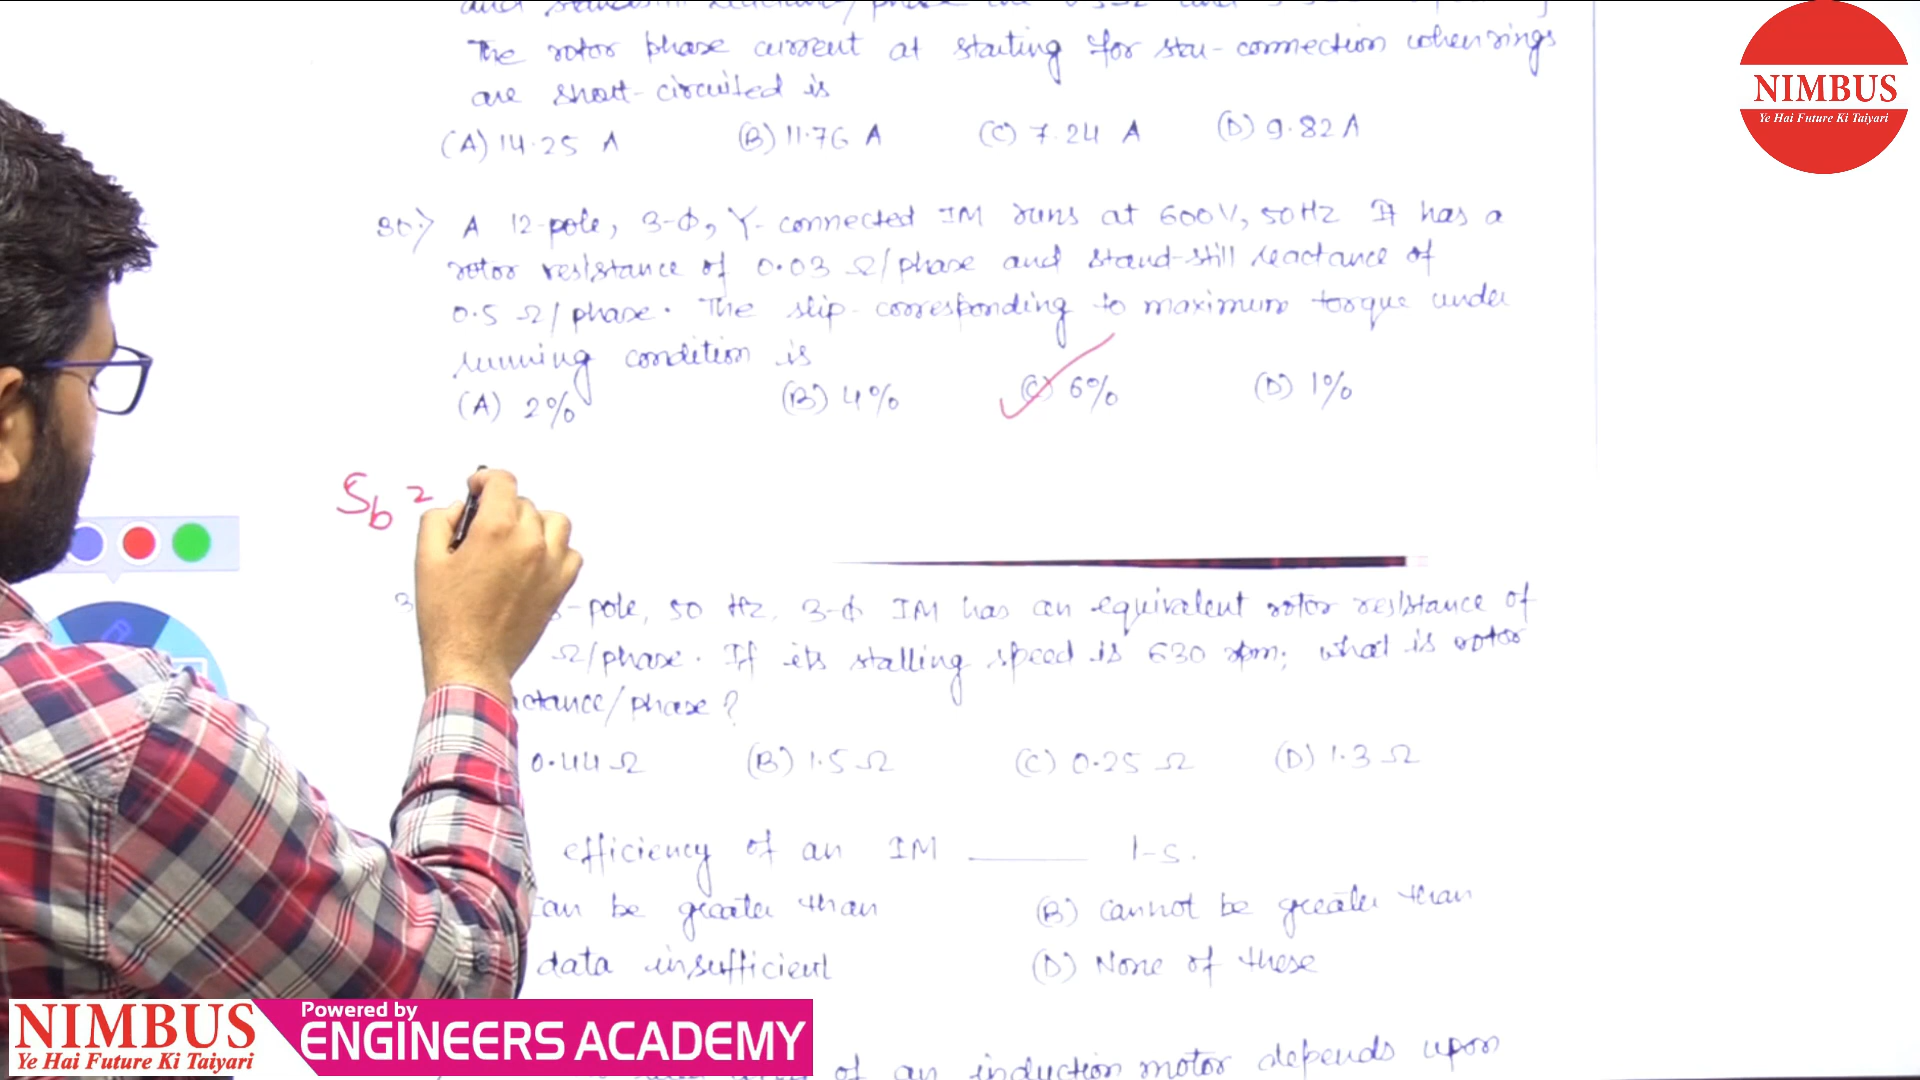 The rotor phase current at starting for star-connection when rings
are short-circuited is
(A) 14.25 A (B) 11.76 A (C) 7.24 A (D) 9.82 A
30.) A 12-pole, 3-Φ, Y-connected IM runs at 600V, 50Hz It has a
rotor resistance of 0.03 Ω/phase and stand-still reactance of
0.5 Ω/phase. The slip corresponding to maximum torque under
running condition is
(A) 2% (B) 4% (C) 6% (D) 1%
Sb =
-pole, 50 Hz, 3-Φ IM has an equivalent rotor resistance of
Ω/phase. If its stalling speed is 630 rpm; what is rotor
ctance/phase?
0.44 Ω (B) 1.5 Ω (C) 0.25 Ω (D) 1.3 Ω
efficiency of an IM ______ 1-s.
can be greater than (B) cannot be greater than
data insufficient (D) None of these
of an induction motor depends upon
NIMBUS
Ye Hai Future Ki Taiyari
NIMBUS
Ye Hai Future Ki Taiyari
Powered by
ENGINEERS ACADEMY